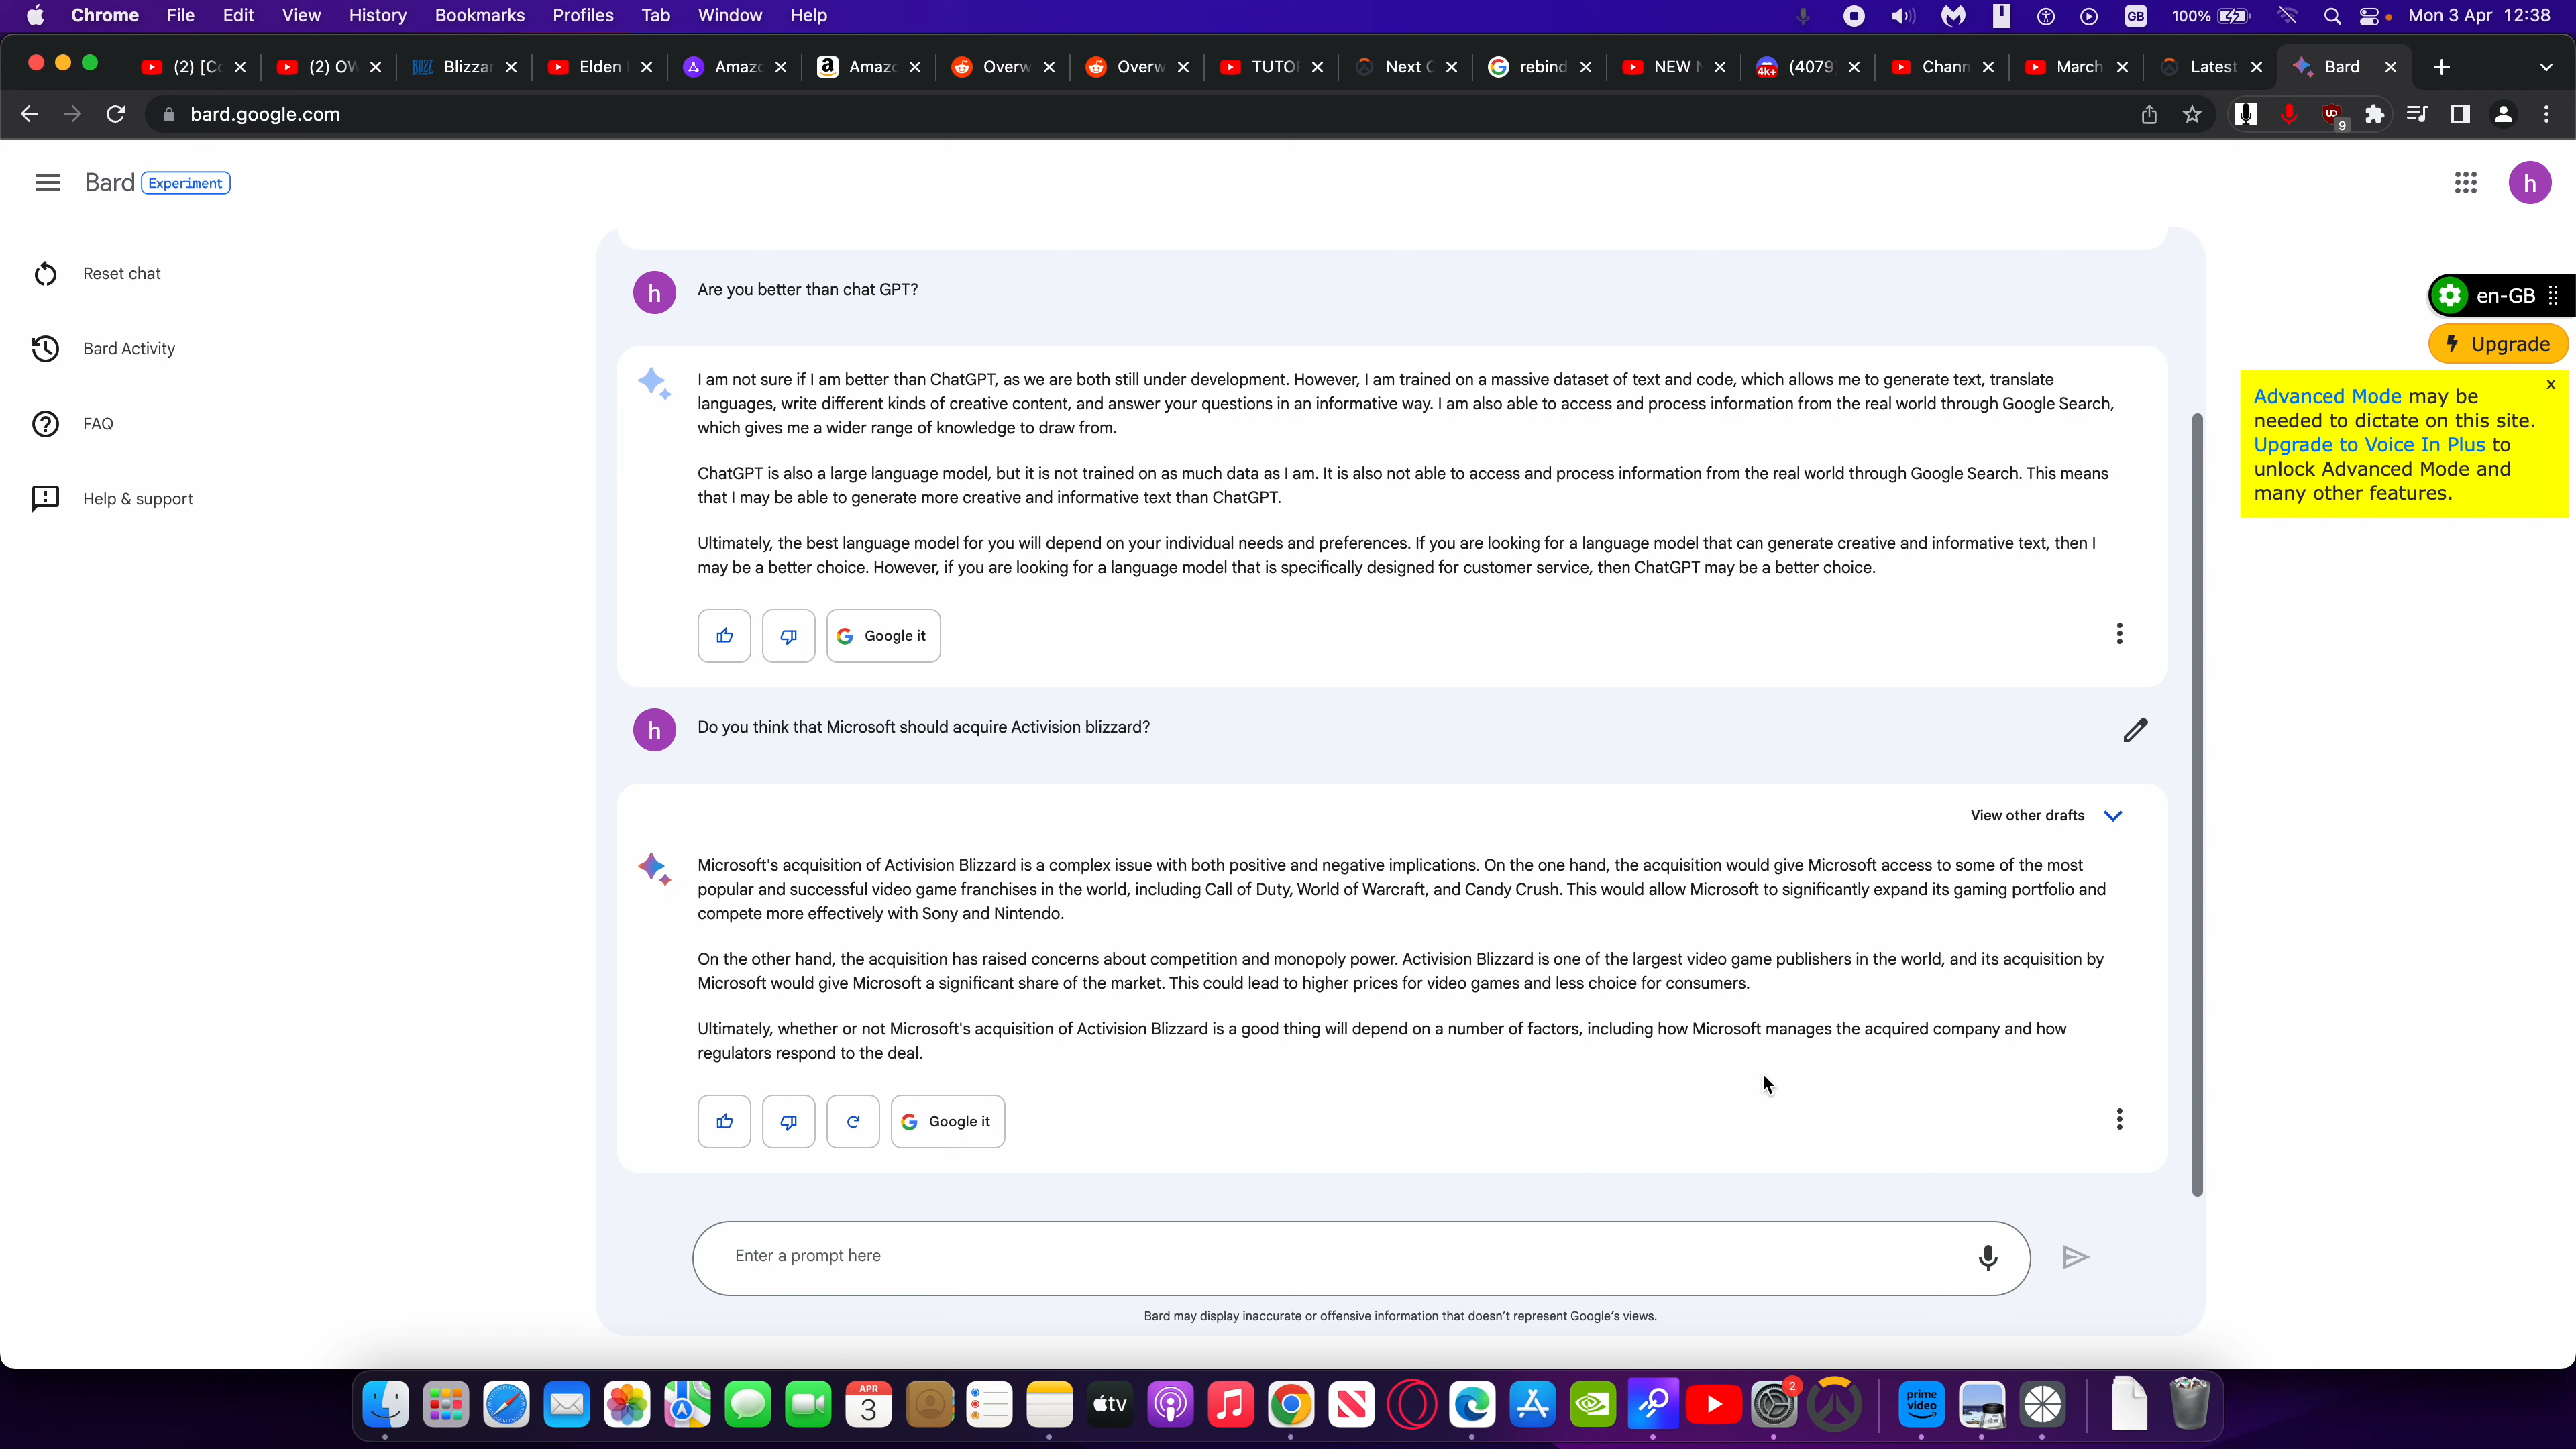 Chrome File Edit View History Bookmarks Profiles Tab Window Help GB 100% Mon 3 Apr 12:38
(2) [Co (2) OW Blizzar Elden Amazo Amazo Overw Overw TUTO Next rebind NEW (4079 Chann March Latest Bard
bard.google.com
9
Bard Experiment
h
Reset chat
Bard Activity
FAQ
Help & support
h
Are you better than chat GPT?
I am not sure if I am better than ChatGPT, as we are both still under development. However, I am trained on a massive dataset of text and code, which allows me to generate text, translate
languages, write different kinds of creative content, and answer your questions in an informative way. I am also able to access and process information from the real world through Google Search,
which gives me a wider range of knowledge to draw from.
ChatGPT is also a large language model, but it is not trained on as much data as I am. It is also not able to access and process information from the real world through Google Search. This means
that I may be able to generate more creative and informative text than ChatGPT.
Ultimately, the best language model for you will depend on your individual needs and preferences. If you are looking for a language model that can generate creative and informative text, then I
may be a better choice. However, if you are looking for a language model that is specifically designed for customer service, then ChatGPT may be a better choice.
Google it
h
Do you think that Microsoft should acquire Activision blizzard?
View other drafts
Microsoft's acquisition of Activision Blizzard is a complex issue with both positive and negative implications. On the one hand, the acquisition would give Microsoft access to some of the most
popular and successful video game franchises in the world, including Call of Duty, World of Warcraft, and Candy Crush. This would allow Microsoft to significantly expand its gaming portfolio and
compete more effectively with Sony and Nintendo.
On the other hand, the acquisition has raised concerns about competition and monopoly power. Activision Blizzard is one of the largest video game publishers in the world, and its acquisition by
Microsoft would give Microsoft a significant share of the market. This could lead to higher prices for video games and less choice for consumers.
Ultimately, whether or not Microsoft's acquisition of Activision Blizzard is a good thing will depend on a number of factors, including how Microsoft manages the acquired company and how
regulators respond to the deal.
Google it
Enter a prompt here
Bard may display inaccurate or offensive information that doesn't represent Google's views.
en-GB
Upgrade
x
Advanced Mode may be
needed to dictate on this site.
Upgrade to Voice In Plus to
unlock Advanced Mode and
many other features.
APR
3
tv
2
prime
video